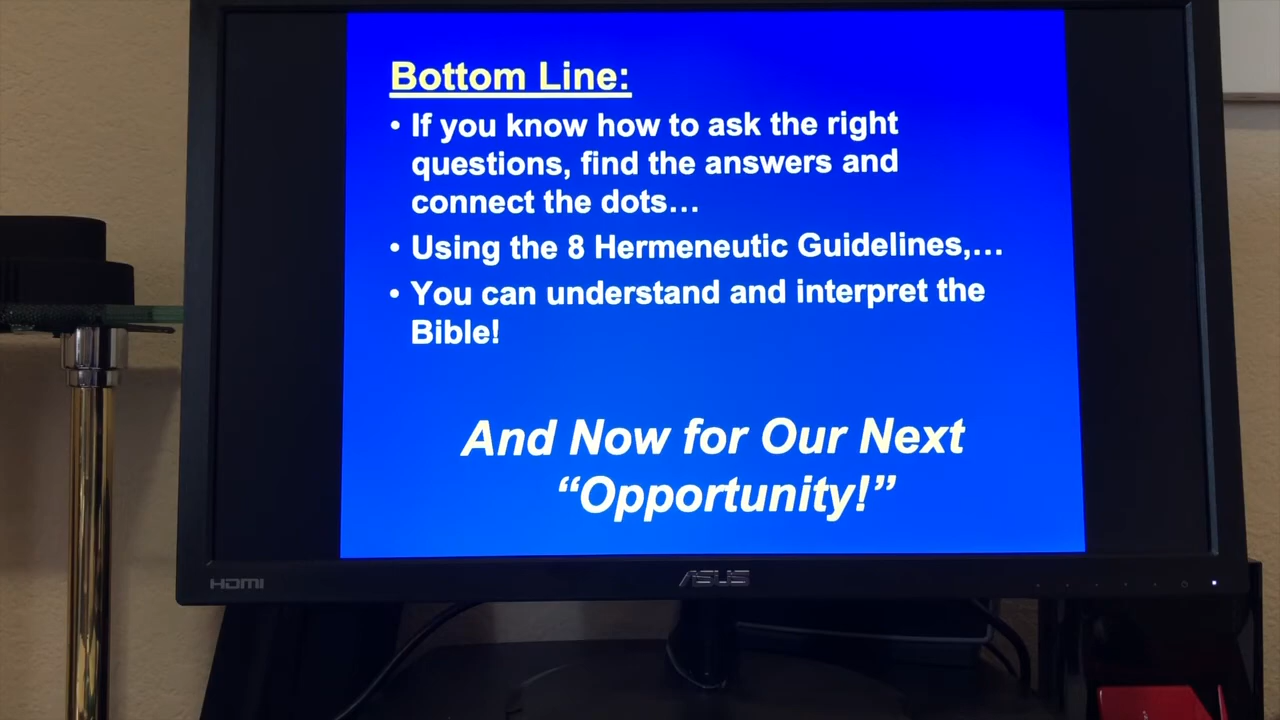 Bottom Line:
• If you know how to ask the right
questions, find the answers and
connect the dots…
• Using the 8 Hermeneutic Guidelines,…
• You can understand and interpret the
Bible!
And Now for Our Next
“Opportunity!”
HDMI
ASUS